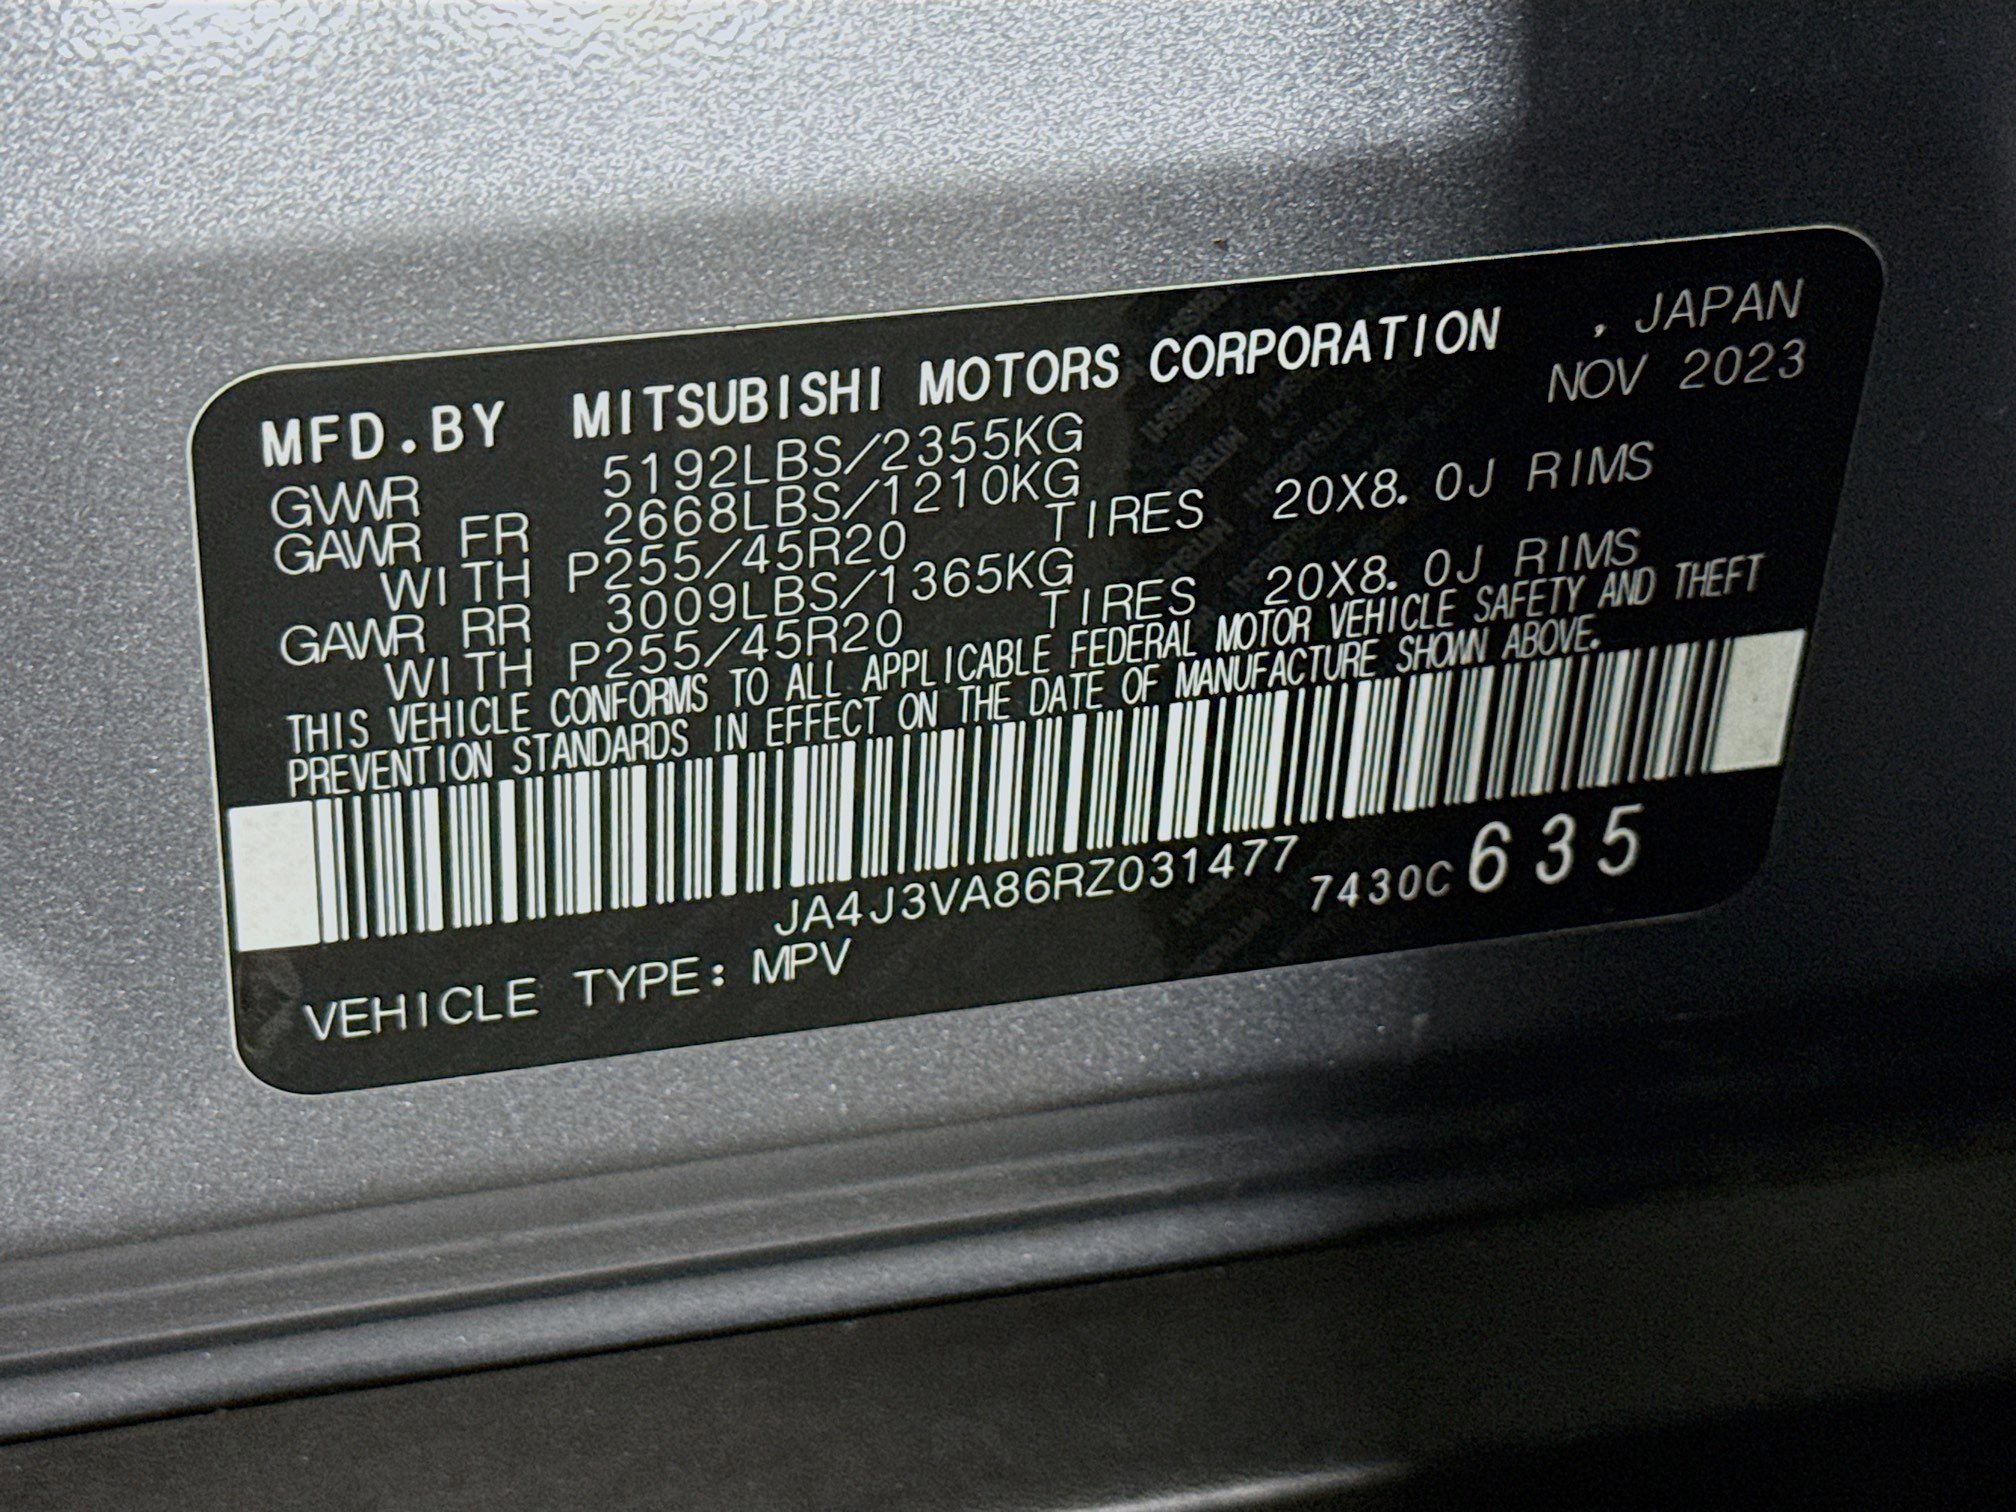 MFD.BY MITSUBISHI MOTORS CORPORATION , JAPAN
NOV 2023
GVWR 5192LBS/2355KG
GAWR FR 2668LBS/1210KG
WITH P255/45R20 TIRES 20X8.0J RIMS
GAWR RR 3009LBS/1365KG
WITH P255/45R20 TIRES 20X8.0J RIMS
THIS VEHICLE CONFORMS TO ALL APPLICABLE FEDERAL MOTOR VEHICLE SAFETY AND THEFT
PREVENTION STANDARDS IN EFFECT ON THE DATE OF MANUFACTURE SHOWN ABOVE.
JA4J3VA86RZ031477 7430C635
VEHICLE TYPE: MPV